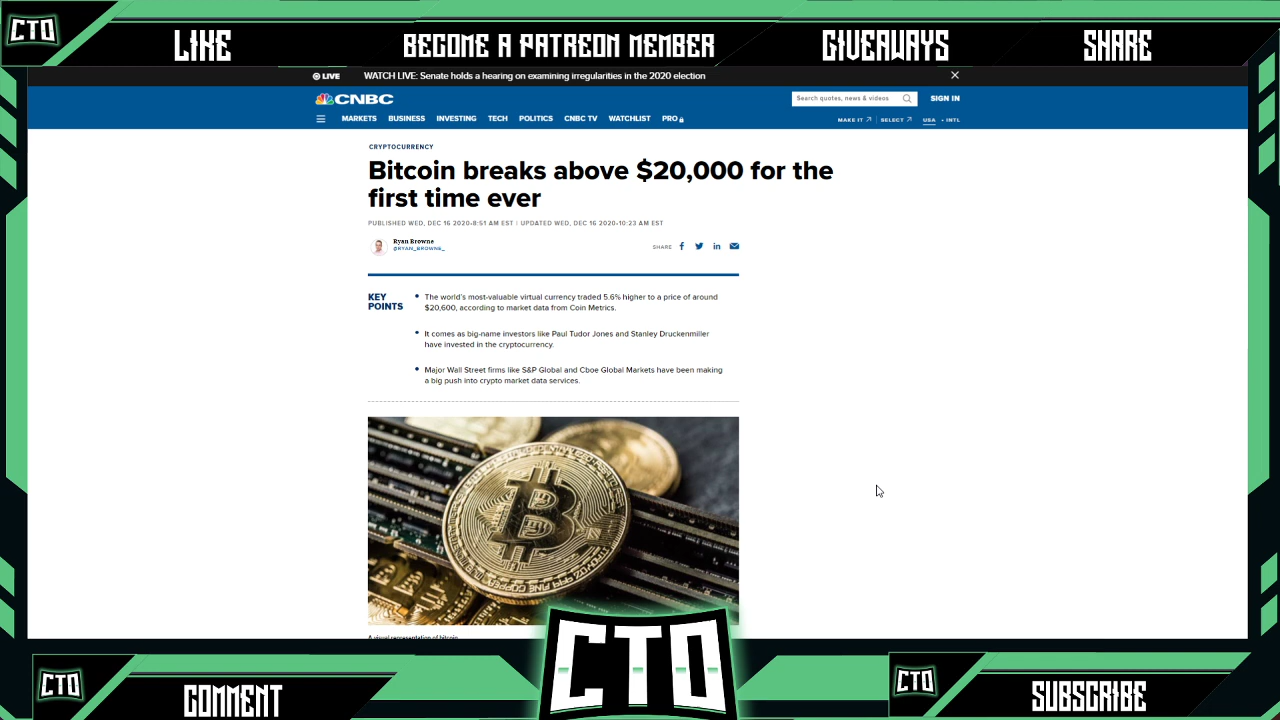 CTO
LIKE
BECOME A PATREON MEMBER
GIVEAWAYS
SHARE
LIVE
WATCH LIVE: Senate holds a hearing on examining irregularities in the 2020 election
CNBC
Search quotes, news & videos
SIGN IN
MARKETS BUSINESS INVESTING TECH POLITICS CNBC TV WATCHLIST PRO
MAKE IT SELECT USA • INTL
CRYPTOCURRENCY
Bitcoin breaks above $20,000 for the
first time ever
PUBLISHED WED, DEC 16 2020•8:51 AM EST | UPDATED WED, DEC 16 2020•10:23 AM EST
Ryan Browne
@RYAN_BROWNE_
SHARE
KEY
POINTS
The world's most-valuable virtual currency traded 5.6% higher to a price of around
$20,600, according to market data from Coin Metrics.
It comes as big-name investors like Paul Tudor Jones and Stanley Druckenmiller
have invested in the cryptocurrency.
Major Wall Street firms like S&P Global and Cboe Global Markets have been making
a big push into crypto market data services.
A visual representation of bitcoin.
CTO
CTO
COMMENT
CTO
SUBSCRIBE